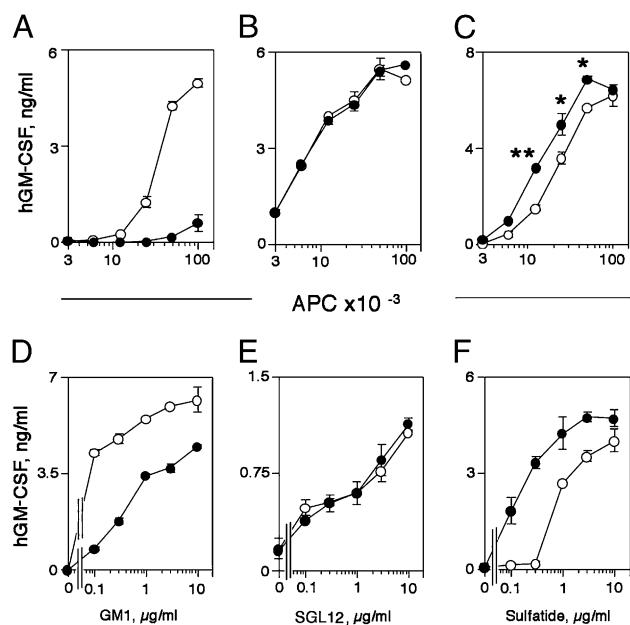 A B C
hGM-CSF, ng/ml
6 3 0
3 10 100
6 3 0
3 10 100
8 4 0
3 10 100
** * *
APC x10 -3
D E F
hGM-CSF, ng/ml
7 3.5 0
0 0.1 1 10
GM1, µg/ml
1.5 0.75 0
0 0.1 1 10
SGL12, µg/ml
6 3 0
0 0.1 1 10
Sulfatide, µg/ml